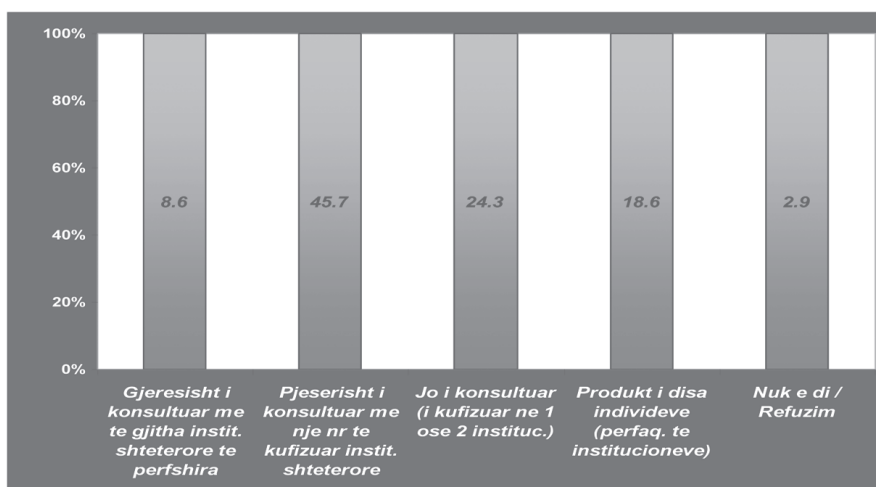 100%
80%
60%
40%
20%
0%
8.6
45.7
24.3
18.6
2.9
Gjeresisht i
konsultuar me
te gjitha instit.
shteterore te
perfshira
Pjeserisht i
konsultuar me
nje nr te
kufizuar instit.
shteterore
Jo i konsultuar
(i kufizuar ne 1
ose 2 instituc.)
Produkt i disa
individeve
(perfaq. te
institucioneve)
Nuk e di /
Refuzim